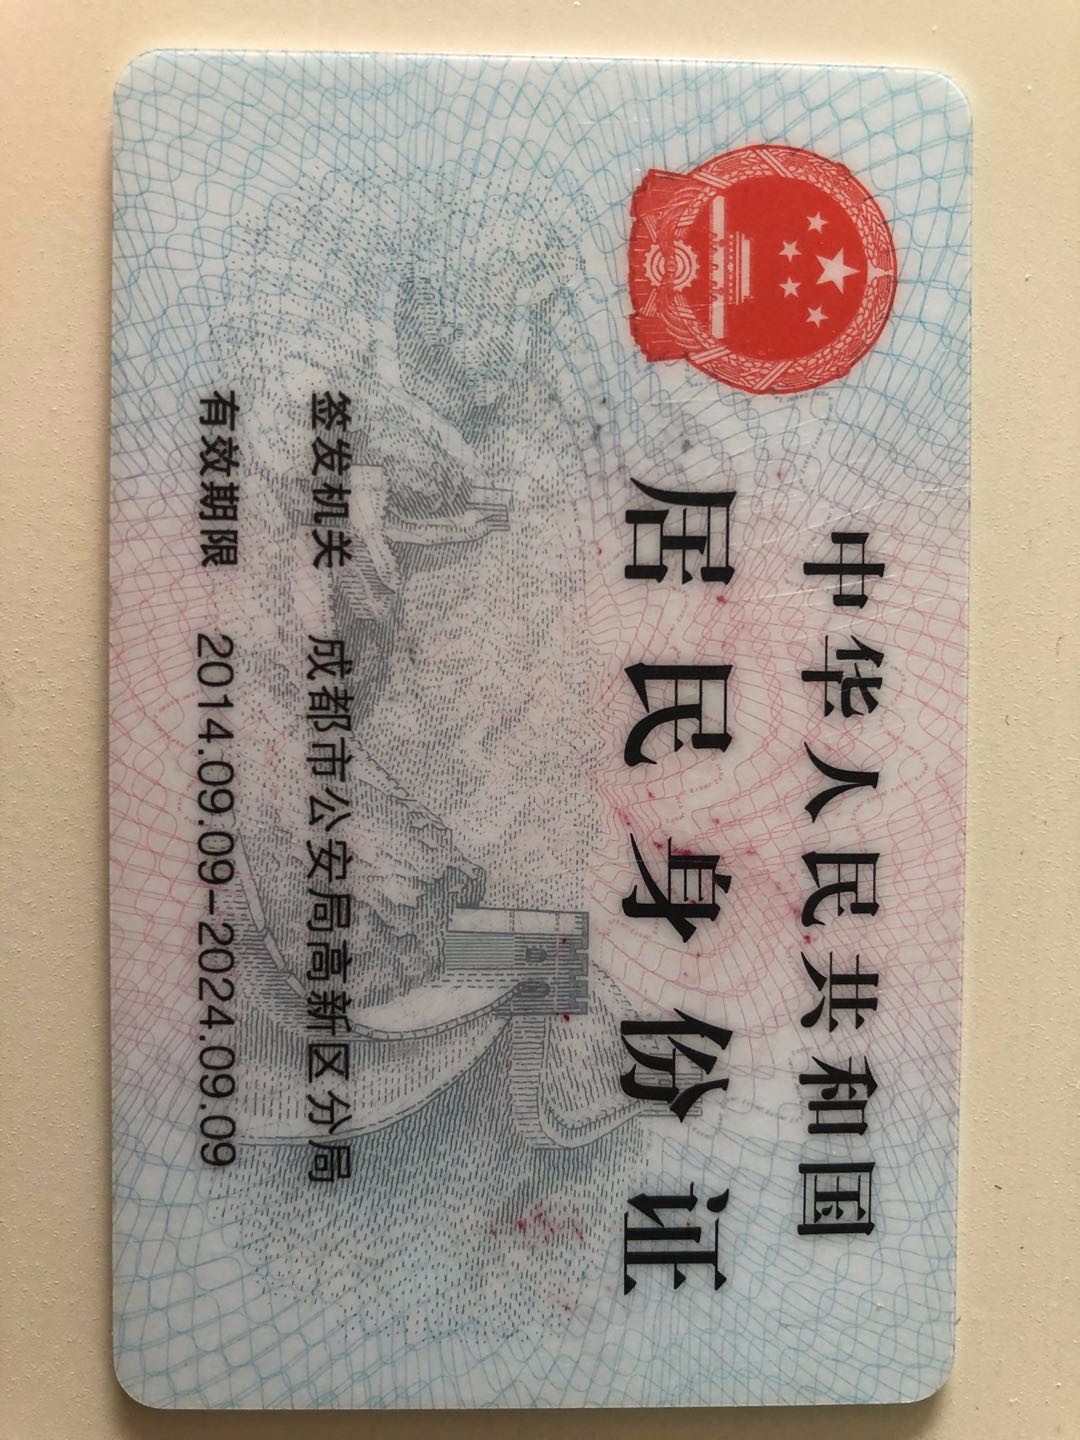 中华人民共和国
居民身份证
签发机关 成都市公安局高新区分局
有效期限 2014.09.09-2024.09.09